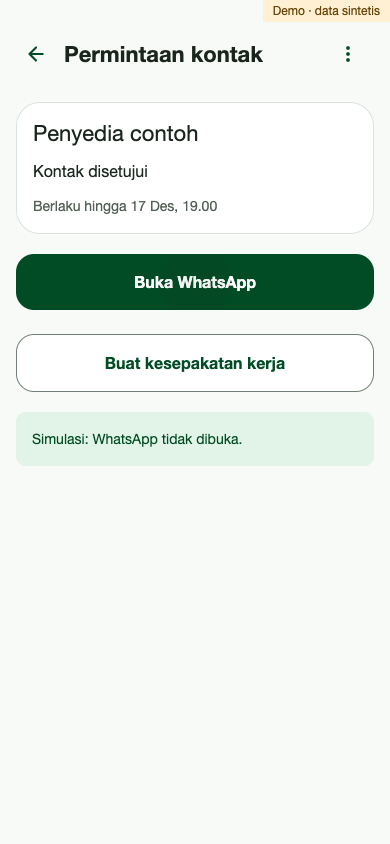 Demo · data sintetis
Permintaan kontak
Penyedia contoh
Kontak disetujui
Berlaku hingga 17 Des, 19.00
Buka WhatsApp
Buat kesepakatan kerja
Simulasi: WhatsApp tidak dibuka.